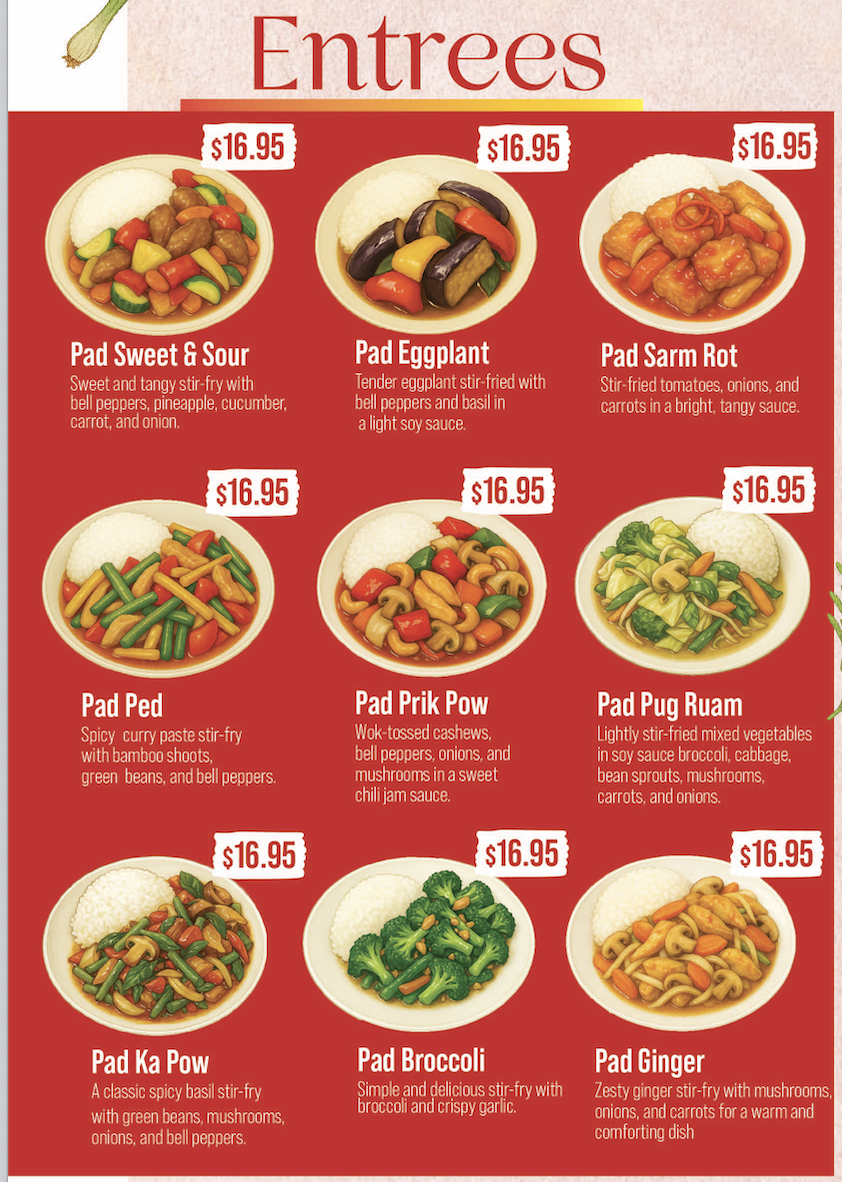 Entrees
$16.95
Pad Sweet & Sour
Sweet and tangy stir-fry with
bell peppers, pineapple, cucumber,
carrot, and onion.
$16.95
Pad Eggplant
Tender eggplant stir-fried with
bell peppers and basil in
a light soy sauce.
$16.95
Pad Sarm Rot
Stir-fried tomatoes, onions, and
carrots in a bright, tangy sauce.
$16.95
Pad Ped
Spicy curry paste stir-fry
with bamboo shoots,
green beans, and bell peppers.
$16.95
Pad Prik Pow
Wok-tossed cashews,
bell peppers, onions, and
mushrooms in a sweet
chili jam sauce.
$16.95
Pad Pug Ruam
Lightly stir-fried mixed vegetables
in soy sauce broccoli, cabbage,
bean sprouts, mushrooms,
carrots, and onions.
$16.95
Pad Ka Pow
A classic spicy basil stir-fry
with green beans, mushrooms,
onions, and bell peppers.
$16.95
Pad Broccoli
Simple and delicious stir-fry with
broccoli and crispy garlic.
$16.95
Pad Ginger
Zesty ginger stir-fry with mushrooms,
onions, and carrots for a warm and
comforting dish